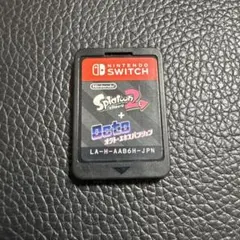 NINTENDO
SWITCH
Nintendo
Splatoon 2
+
Octo
オクト・エキスパンション
LA-H-AAB6H-JPN